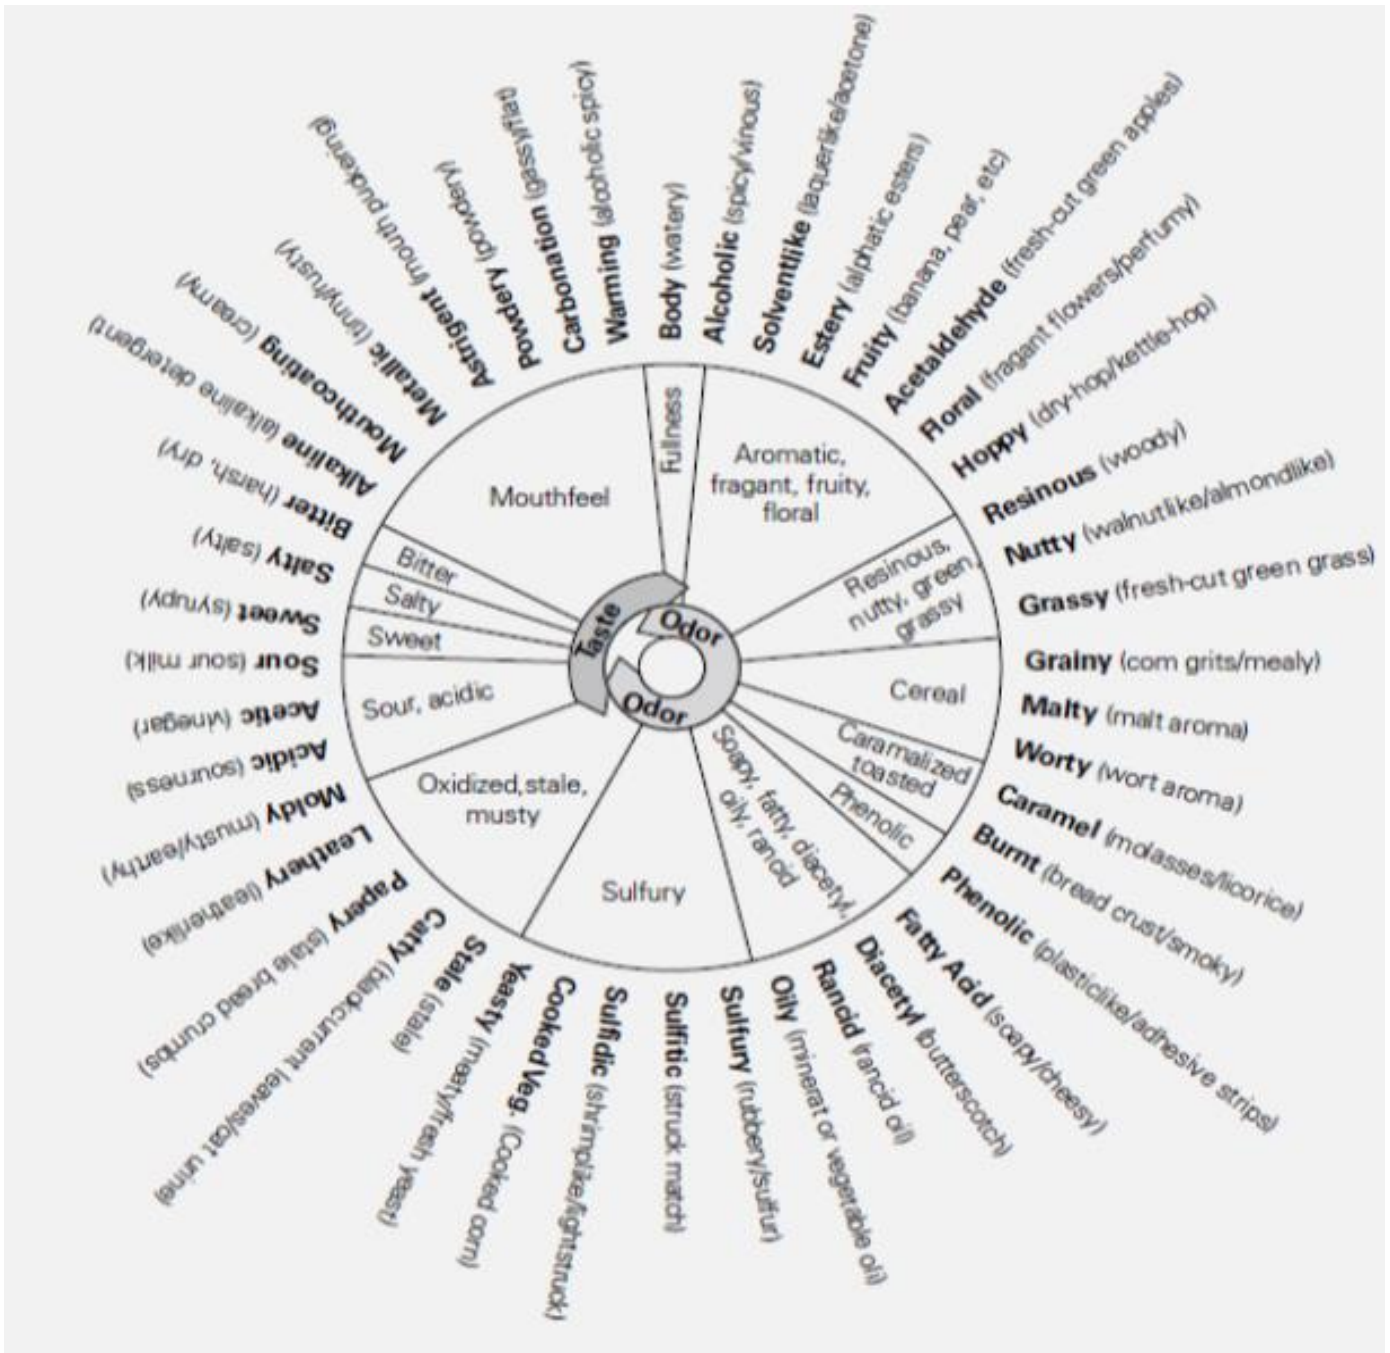 Body (watery)
Alcoholic (spicy/vinous)
Solventlike (laquerlike/acetone)
Estery (alphatic esters)
Fruity (banana, pear, etc)
Acetaldehyde (fresh-cut green apples)
Floral (fragant flowers/perfumy)
Hoppy (dry-hop/kettle-hop)
Resinous (woody)
Nutty (walnutlike/almondlike)
Grassy (fresh-cut green grass)
Grainy (corn grits/mealy)
Malty (malt aroma)
Worty (wort aroma)
Caramel (molasses/licorice)
Burnt (bread crust/smoky)
Phenolic (plasticlike/adhesive strips)
Fatty Acid (soapy/cheesy)
Diacetyl (butterscotch)
Rancid (rancid oil)
Oily (minerat or vegerable oli)
Sulfury (rubbery/sulfur)
Sulfitic (struck match)
Sulfidic (shrimplike/lightstruck)
Cooked Veg. (Cooked corn)
Yeasty (meaty/fresh yeast)
Stale (stale)
Catty (blackcurrent leaves/cat urine)
Papery (stale bread crumbs)
Leathery (leatherlike)
Moldy (musty/earthy)
Acidic (sourness)
Acetic (vinegar)
Sour (sour milk)
Sweet (syrupy)
Salty (salty)
Bitter (harsh, dry)
Alkaline (alkaline detergent)
Mouthcoating (creamy)
Metallic (tinny/rusty)
Astrigent (mouth puckering)
Powdery (powdery)
Carbonation (gassy/flat)
Warming (alcoholic spicy)
Fullness
Aromatic,
fragant, fruity,
floral
Resinous,
nutty, green,
grassy
Cereal
Caramalized
toasted
Phenolic
Soapy, fatty, diacetyl,
oily, rancid
Sulfury
Oxidized, stale,
musty
Sour, acidic
Sweet
Salty
Bitter
Mouthfeel
Taste
Odor
Odor